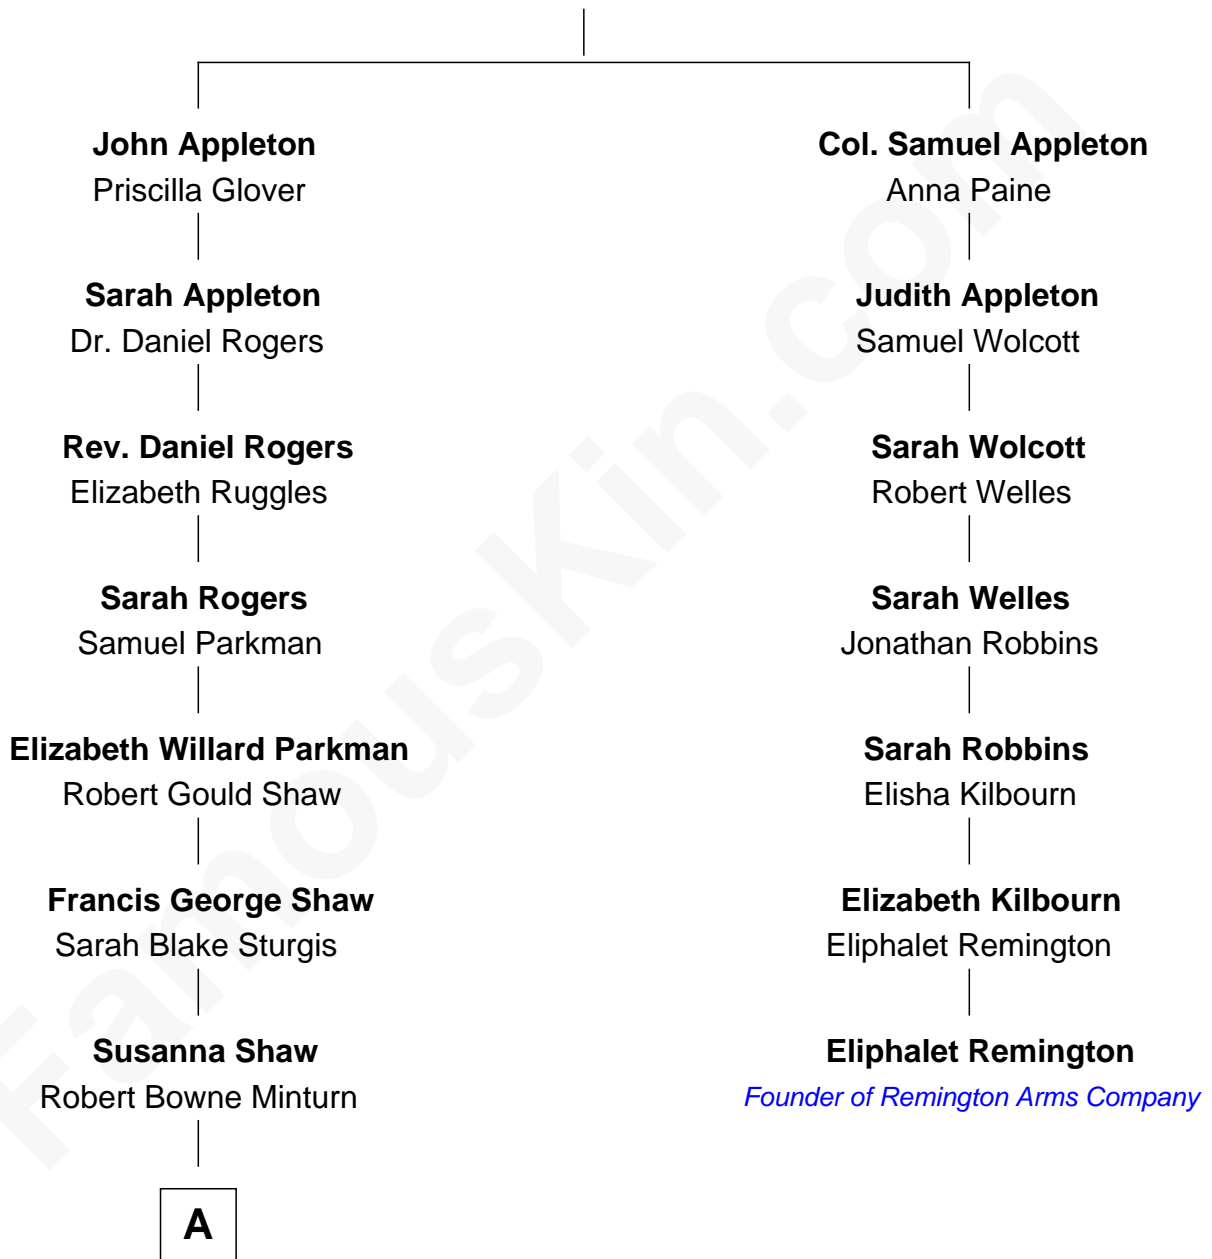 John Appleton
Priscilla Glover
Sarah Appleton
Dr. Daniel Rogers
Rev. Daniel Rogers
Elizabeth Ruggles
Sarah Rogers
Samuel Parkman
Elizabeth Willard Parkman
Robert Gould Shaw
Francis George Shaw
Sarah Blake Sturgis
Susanna Shaw
Robert Bowne Minturn
A
Col. Samuel Appleton
Anna Paine
Judith Appleton
Samuel Wolcott
Sarah Wolcott
Robert Welles
Sarah Welles
Jonathan Robbins
Sarah Robbins
Elisha Kilbourn
Elizabeth Kilbourn
Eliphalet Remington
Eliphalet Remington
Founder of Remington Arms Company
FamousKin.com